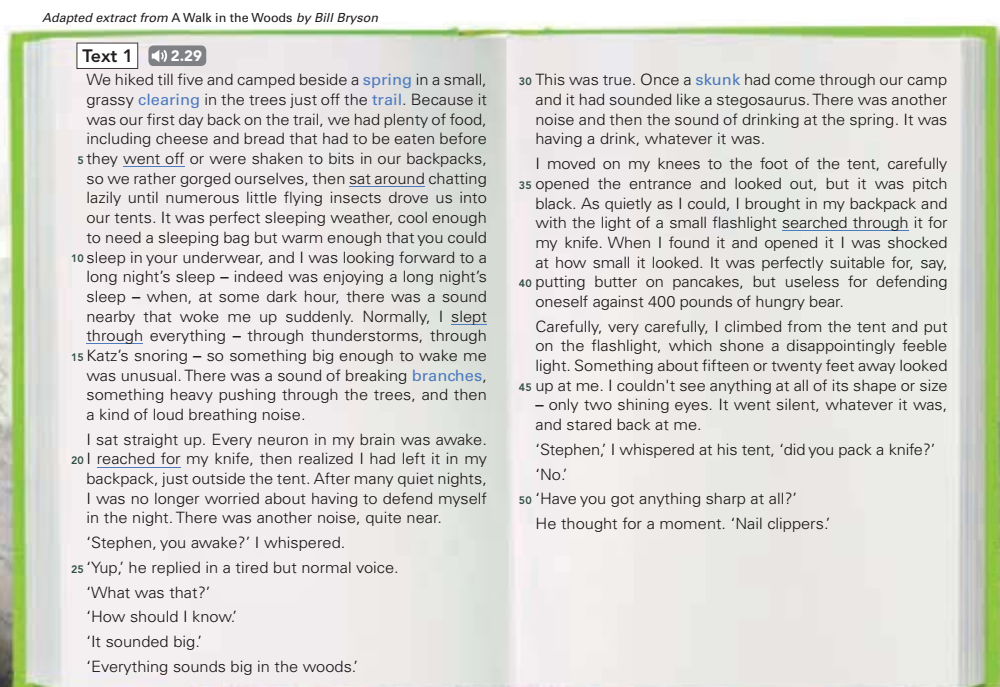 Adapted extract from A Walk in the Woods by Bill Bryson
Text 1 2.29
We hiked till five and camped beside a spring in a small,
grassy clearing in the trees just off the trail. Because it
was our first day back on the trail, we had plenty of food,
including cheese and bread that had to be eaten before
5 they went off or were shaken to bits in our backpacks,
so we rather gorged ourselves, then sat around chatting
lazily until numerous little flying insects drove us into
our tents. It was perfect sleeping weather, cool enough
to need a sleeping bag but warm enough that you could
10 sleep in your underwear, and I was looking forward to a
long night's sleep – indeed was enjoying a long night's
sleep – when, at some dark hour, there was a sound
nearby that woke me up suddenly. Normally, I slept
through everything – through thunderstorms, through
15 Katz's snoring – so something big enough to wake me
was unusual. There was a sound of breaking branches,
something heavy pushing through the trees, and then
a kind of loud breathing noise.
I sat straight up. Every neuron in my brain was awake.
20 I reached for my knife, then realized I had left it in my
backpack, just outside the tent. After many quiet nights,
I was no longer worried about having to defend myself
in the night. There was another noise, quite near.
'Stephen, you awake?' I whispered.
25 'Yup,' he replied in a tired but normal voice.
'What was that?'
'How should I know.'
'It sounded big.'
'Everything sounds big in the woods.'
30 This was true. Once a skunk had come through our camp
and it had sounded like a stegosaurus. There was another
noise and then the sound of drinking at the spring. It was
having a drink, whatever it was.
I moved on my knees to the foot of the tent, carefully
35 opened the entrance and looked out, but it was pitch
black. As quietly as I could, I brought in my backpack and
with the light of a small flashlight searched through it for
my knife. When I found it and opened it I was shocked
at how small it looked. It was perfectly suitable for, say,
40 putting butter on pancakes, but useless for defending
oneself against 400 pounds of hungry bear.
Carefully, very carefully, I climbed from the tent and put
on the flashlight, which shone a disappointingly feeble
light. Something about fifteen or twenty feet away looked
45 up at me. I couldn't see anything at all of its shape or size
– only two shining eyes. It went silent, whatever it was,
and stared back at me.
'Stephen,' I whispered at his tent, 'did you pack a knife?'
'No.'
50 'Have you got anything sharp at all?'
He thought for a moment. 'Nail clippers.'